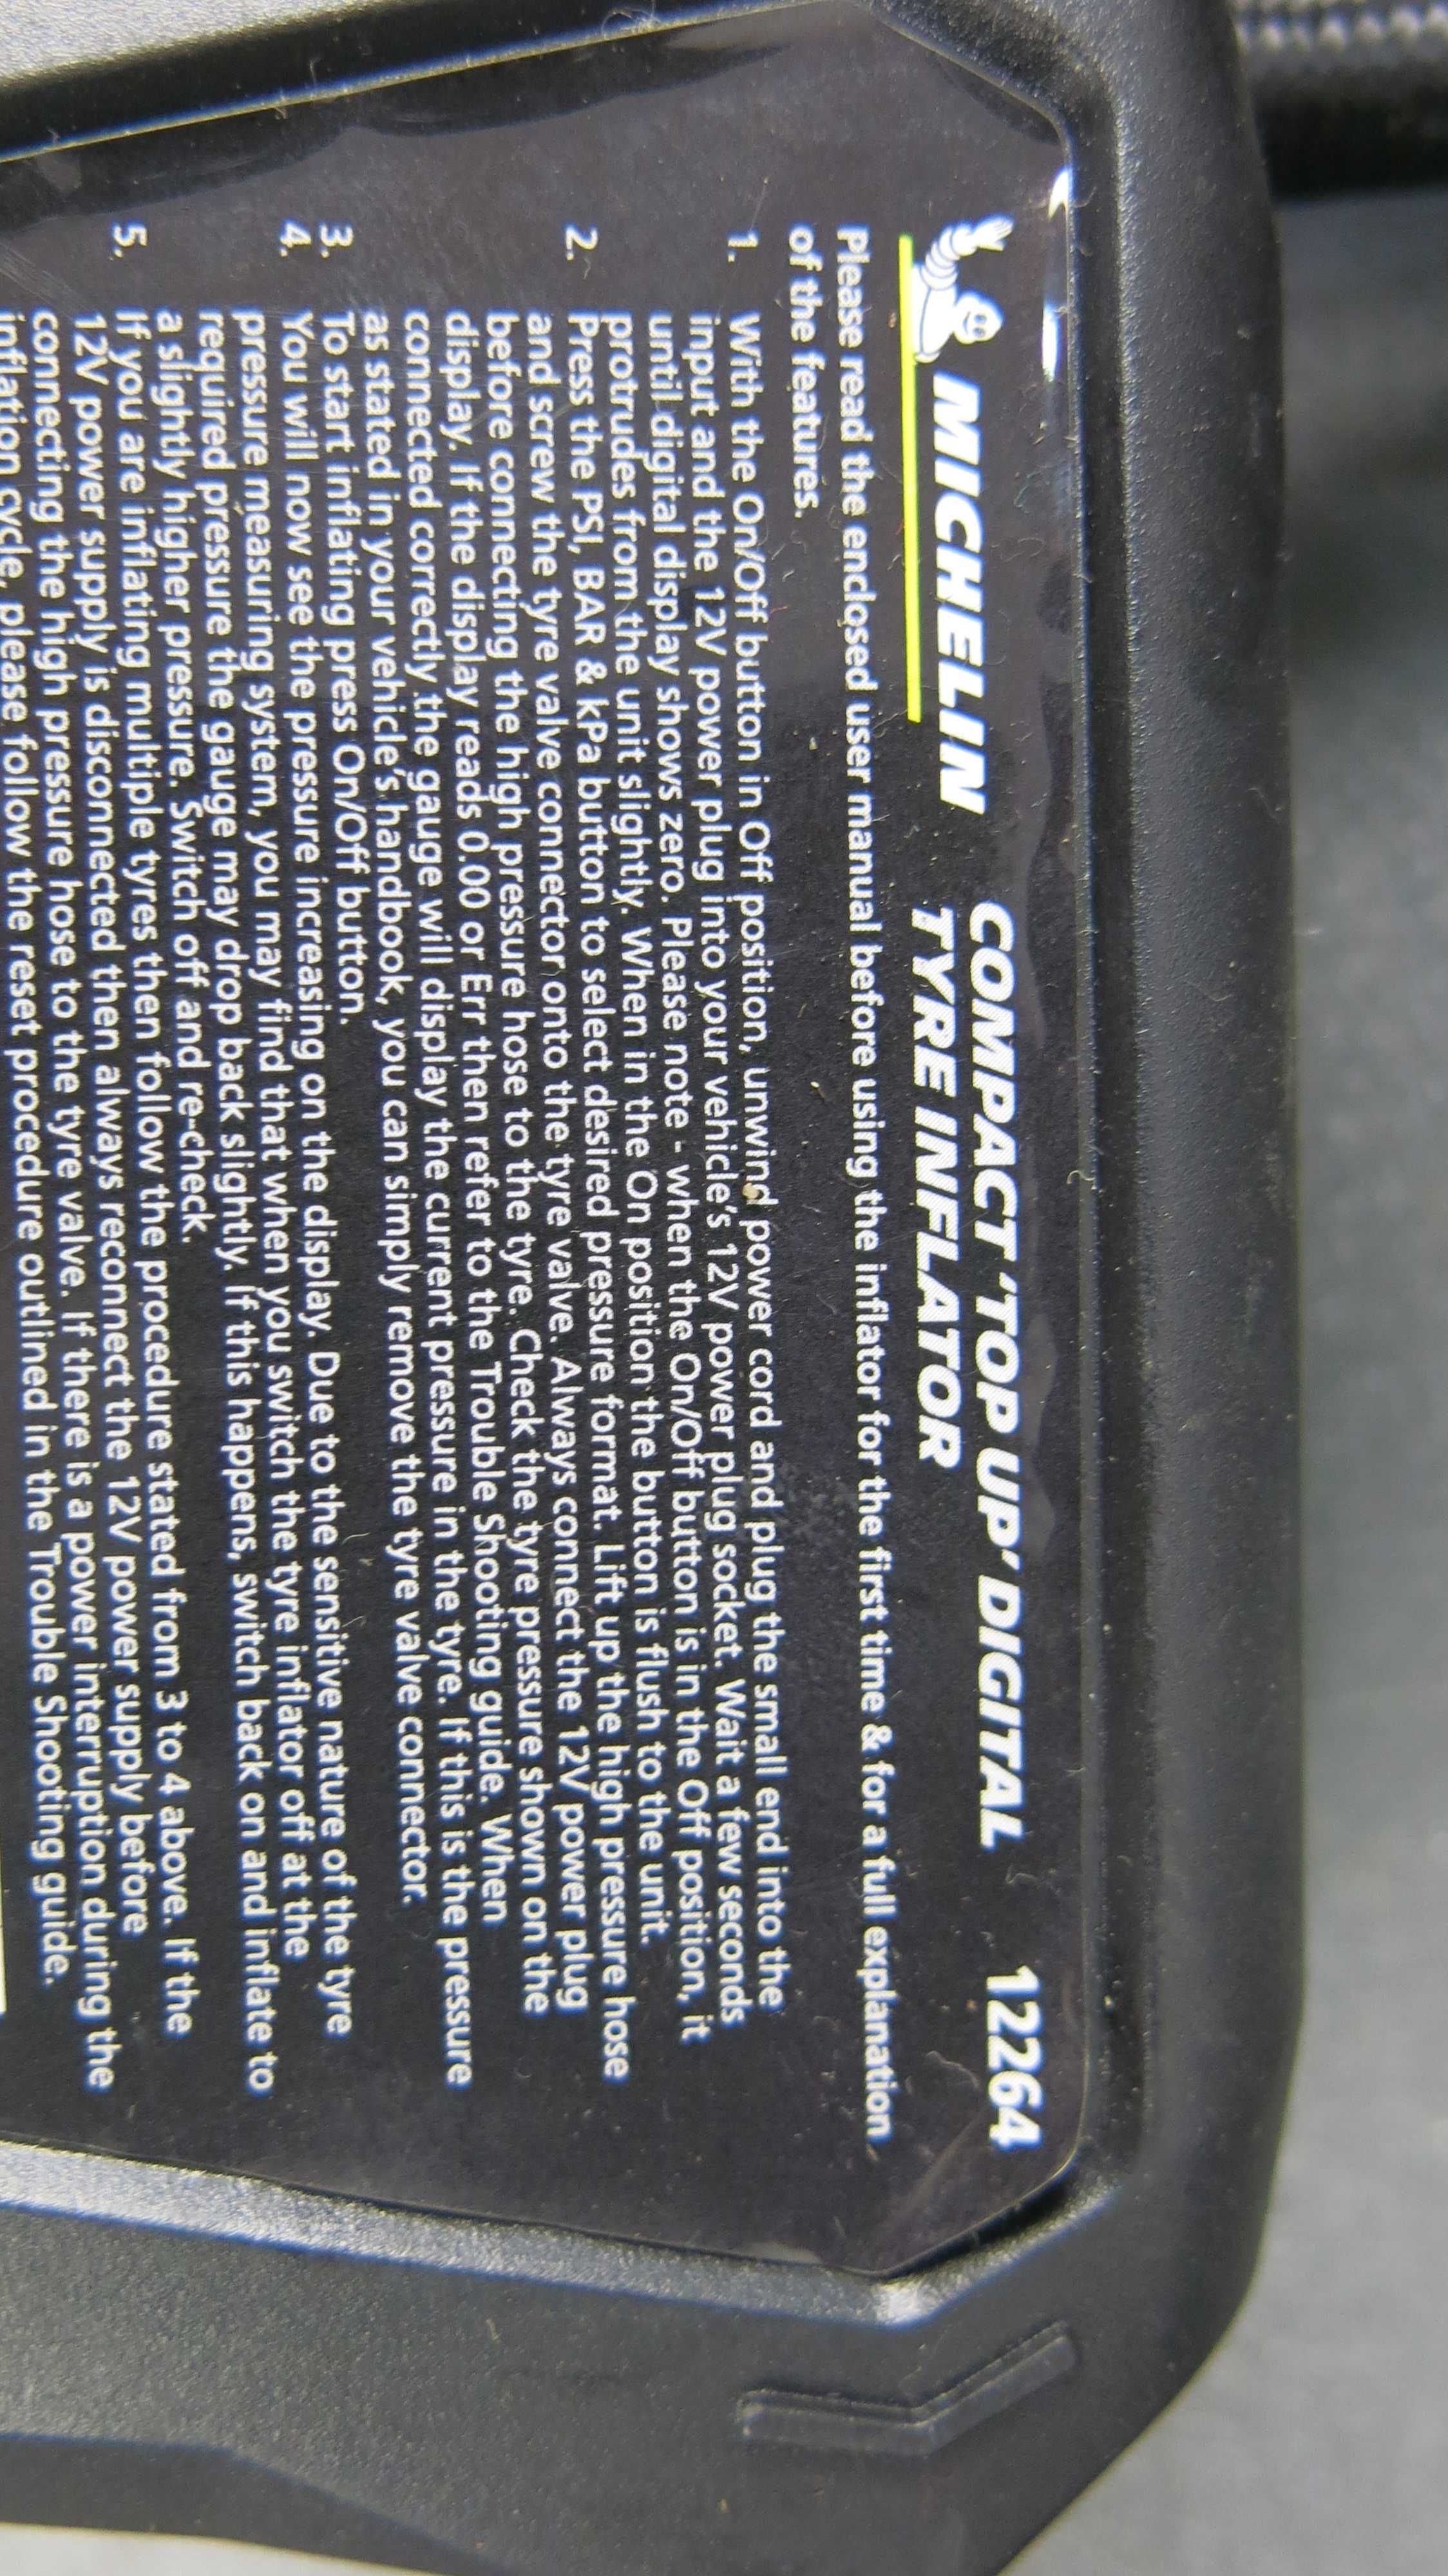 MICHELIN
COMPACT 'TOP UP' DIGITAL
TYRE INFLATOR
12264
Please read the enclosed user manual before using the inflator for the first time & for a full explanation
of the features.
1. With the On/Off button in Off position, unwind power cord and plug the small end into the
input and the 12V power plug into your vehicle's 12V power plug socket. Wait a few seconds
until digital display shows zero. Please note - when the On/Off button is in the Off position, it
protrudes from the unit slightly. When in the On position the button is flush to the unit.
2. Press the PSI, BAR & kPa button to select desired pressure format. Lift up the high pressure hose
and screw the tyre valve connector onto the tyre valve. Always connect the 12V power plug
before connecting the high pressure hose to the tyre. Check the tyre pressure shown on the
display. If the display reads 0.00 or Err then refer to the Trouble Shooting guide. When
connected correctly the gauge will display the current pressure in the tyre. If this is the pressure
as stated in your vehicle's handbook, you can simply remove the tyre valve connector.
3. To start inflating press On/Off button.
4. You will now see the pressure increasing on the display. Due to the sensitive nature of the tyre
pressure measuring system, you may find that when you switch the tyre inflator off at the
required pressure the gauge may drop back slightly. If this happens, switch back on and inflate to
a slightly higher pressure. Switch off and re-check.
5. If you are inflating multiple tyres then follow the procedure stated from 3 to 4 above. If the
12V power supply is disconnected then always reconnect the 12V power supply before
connecting the high pressure hose to the tyre valve. If there is a power interruption during the
inflation cycle, please follow the reset procedure outlined in the Trouble Shooting guide.